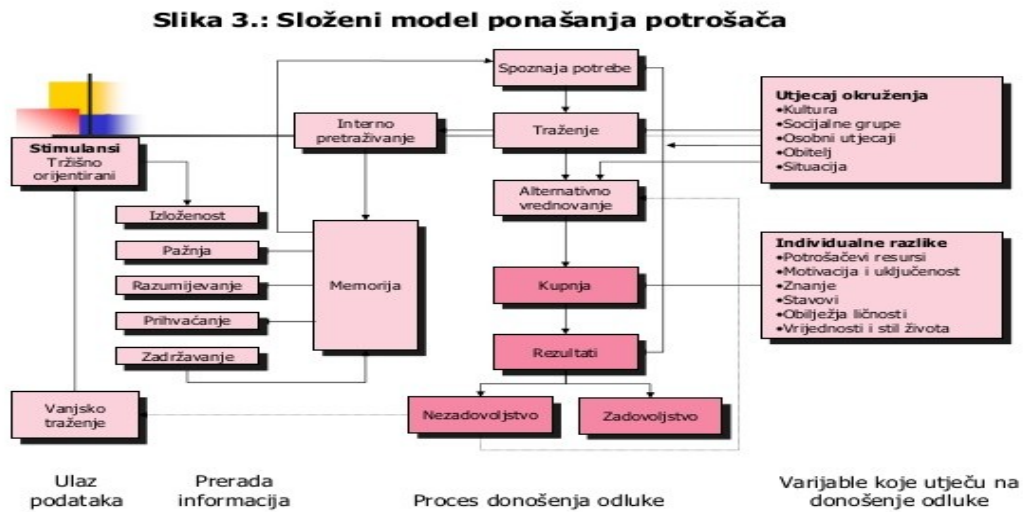 Slika 3.: Složeni model ponašanja potrošača
Spoznaja potrebe
Interno
pretraživanje
Traženje
Utjecaj okruženja
•Kultura
•Socijalne grupe
•Osobni utjecaji
•Obitelj
•Situacija
Stimulansi
Tržišno
orijentirani
Alternativno
vrednovanje
Izloženost
Pažnja
Razumijevanje
Prihvaćanje
Zadržavanje
Memorija
Kupnja
Individualne razlike
•Potrošačevi resursi
•Motivacija i uključenost
•Znanje
•Stavovi
•Obilježja ličnosti
•Vrijednosti i stil života
Rezultati
Vanjsko
traženje
Nezadovoljstvo
Zadovoljstvo
Ulaz
podataka
Prerada
informacija
Proces donošenja odluke
Varijable koje utječu na
donošenje odluke